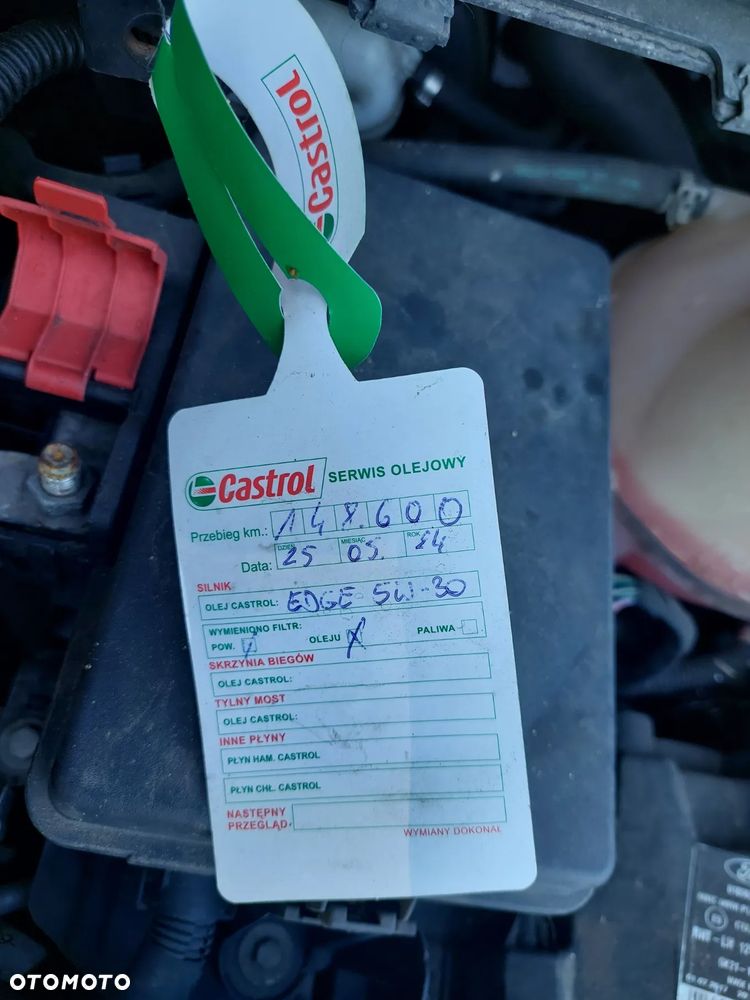 Castrol
Castrol SERWIS OLEJOWY
Przebieg km.: 148.600
DZIEŃ MIESIĄC ROK
Data: 25 05. 24
SILNIK
OLEJ CASTROL: EDGE 5W-30
WYMIENIONO FILTR:
POW. OLEJU X PALIWA
SKRZYNIA BIEGÓW
OLEJ CASTROL:
TYLNY MOST
OLEJ CASTROL:
INNE PŁYNY
PŁYN HAM. CASTROL
PŁYN CHŁ. CASTROL
NASTĘPNY
PRZEGLĄD.
WYMIANY DOKONAŁ
OTOMOTO